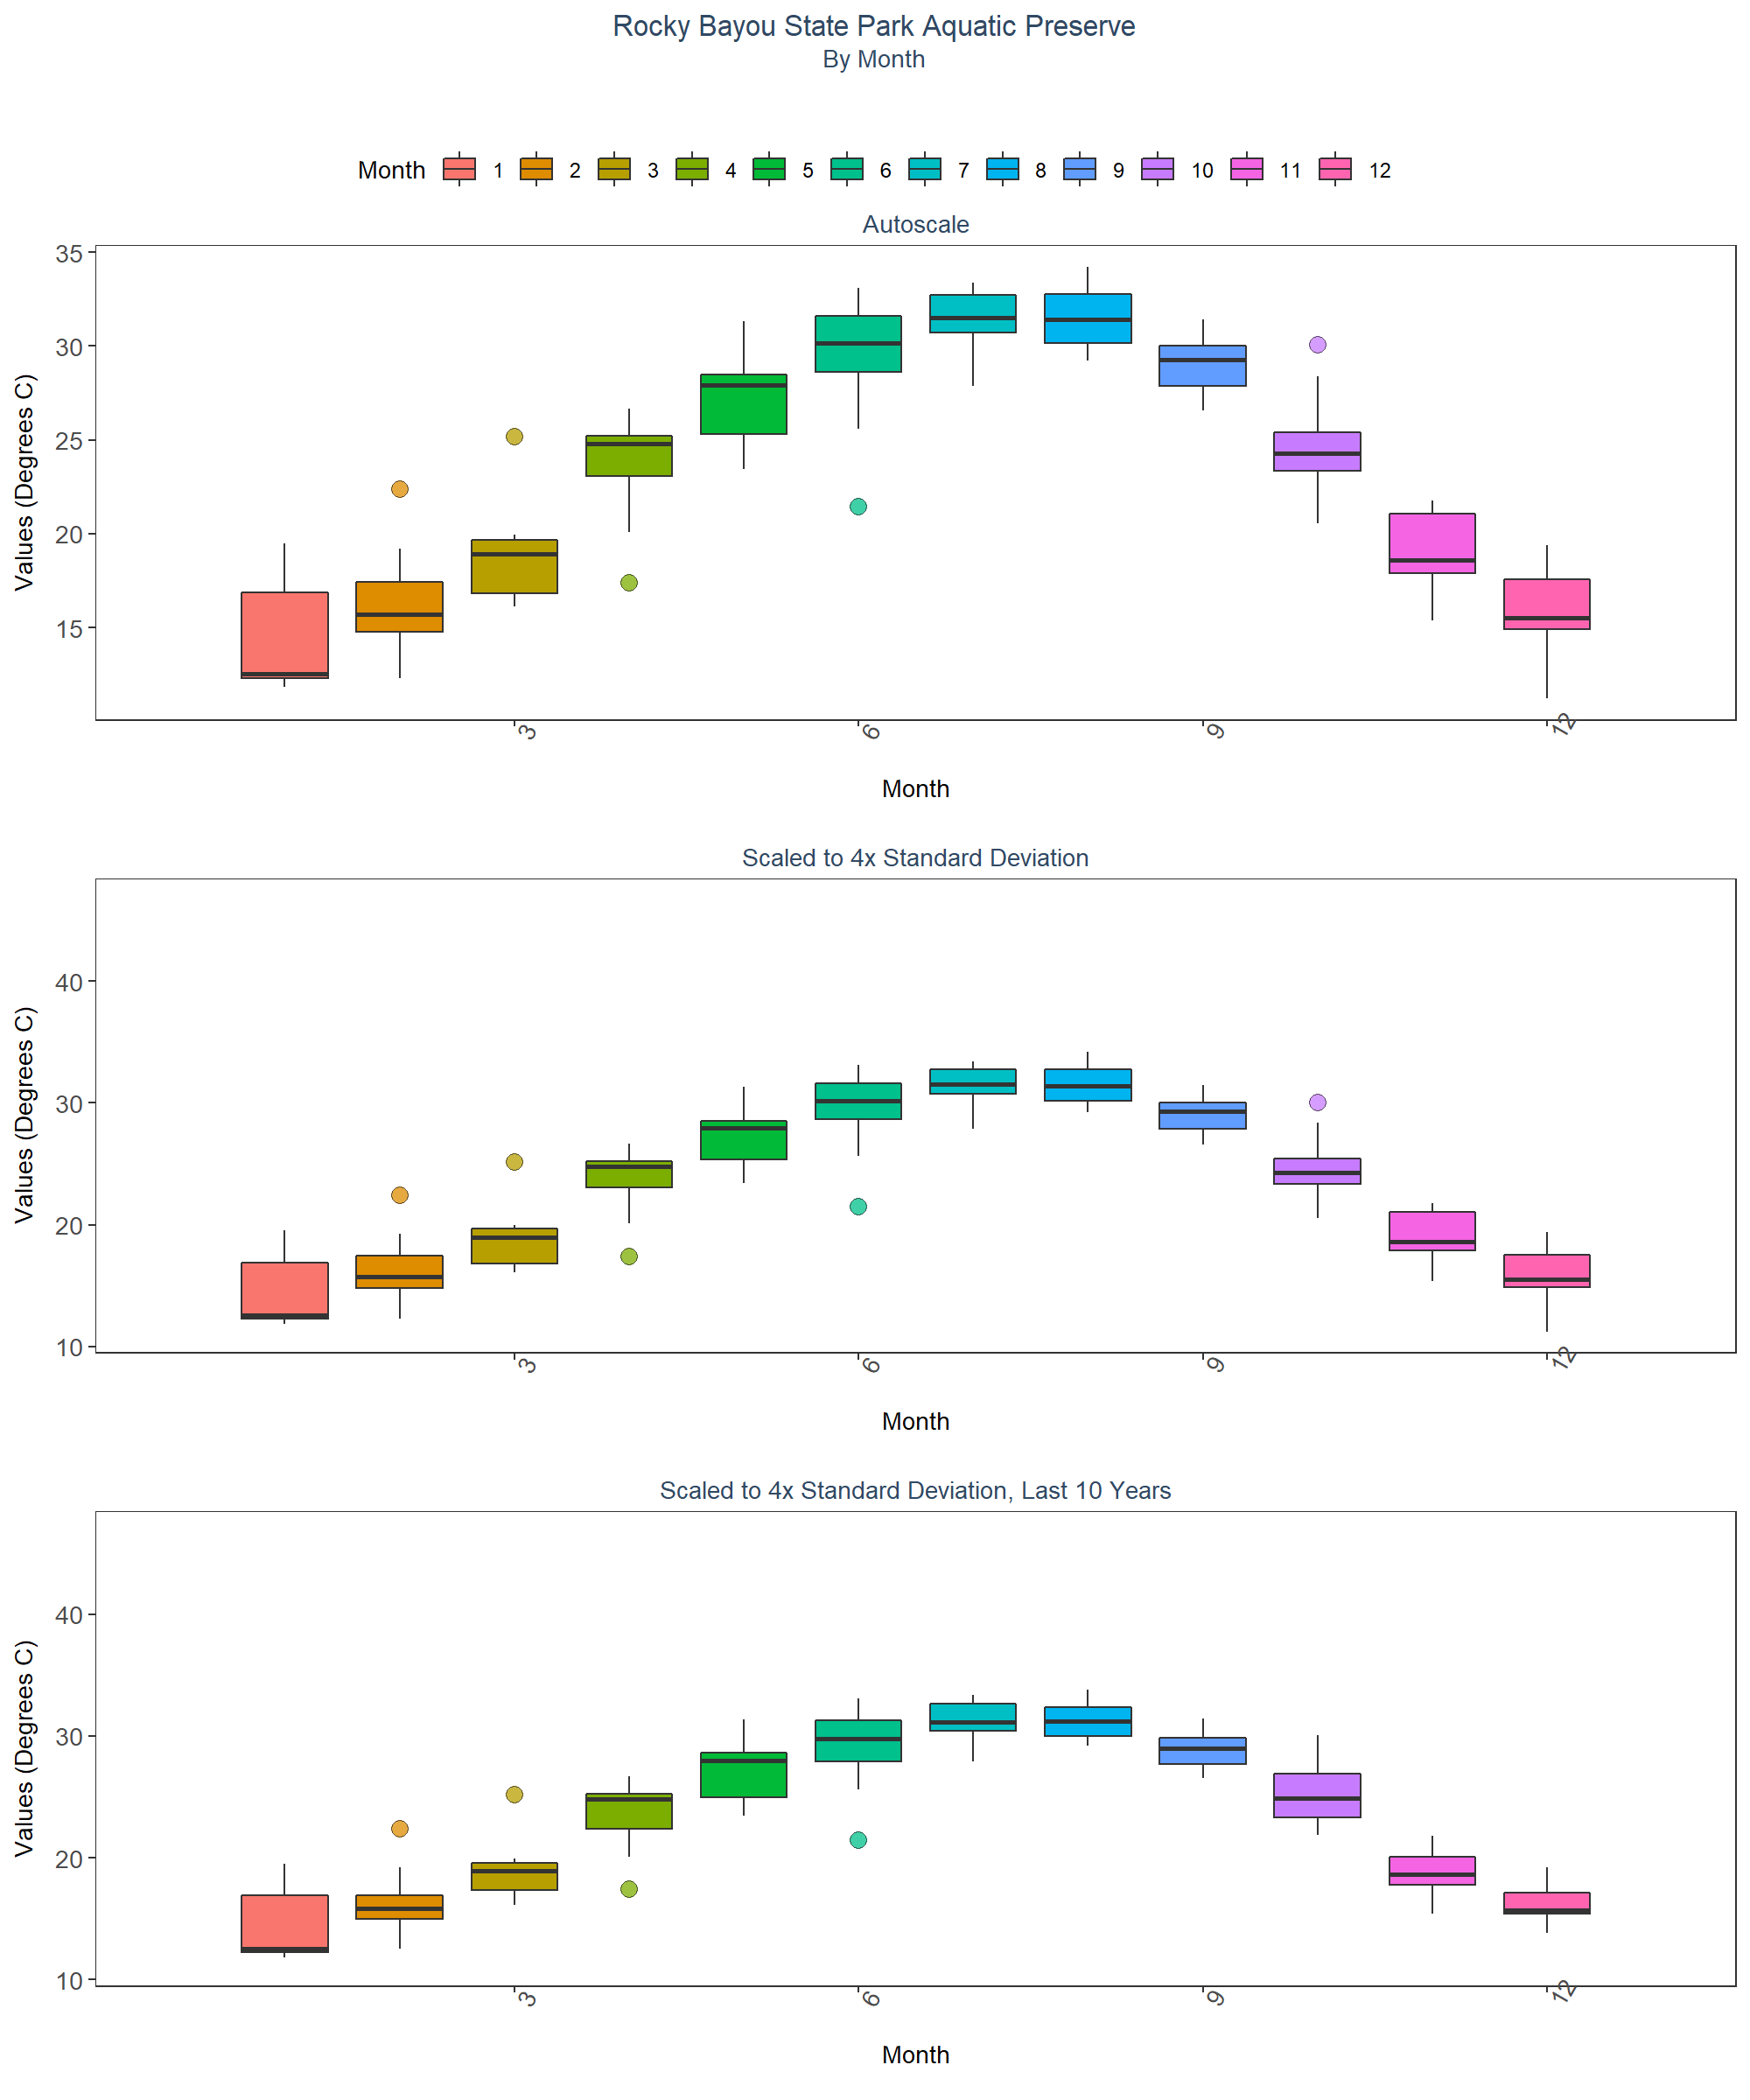 Rocky Bayou State Park Aquatic Preserve
By Month
Month 1 2 3 4 5 6 7 8 9 10 11 12
Autoscale
Values (Degrees C)
35
30
25
20
15
3 6 9 12
Month
Scaled to 4x Standard Deviation
Values (Degrees C)
40
30
20
10
3 6 9 12
Month
Scaled to 4x Standard Deviation, Last 10 Years
Values (Degrees C)
40
30
20
10
3 6 9 12
Month